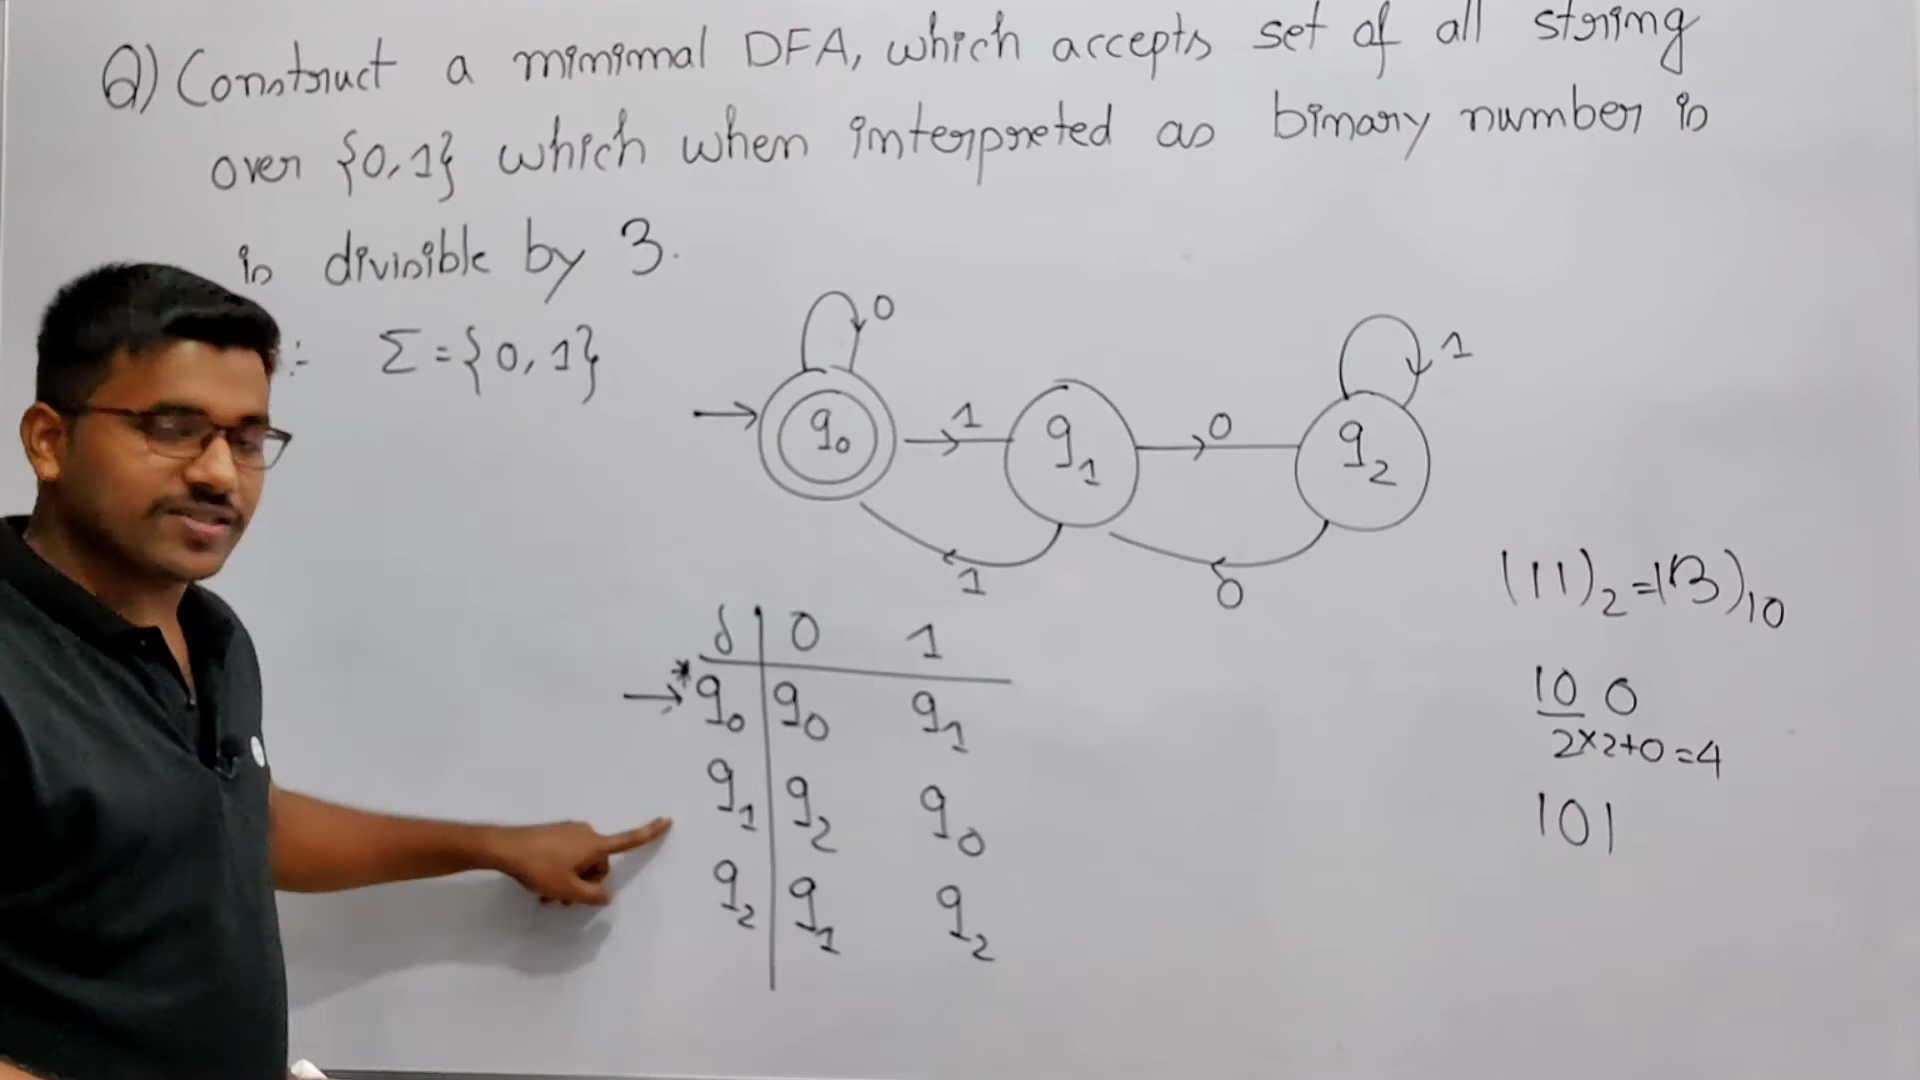 Q) Construct a minimal DFA, which accepts set of all string
over {0,1} which when interpreted as binary number is
is divisible by 3.
:- Σ={0,1}
0
1
→ q0 1 q1 0 q2
1
0
δ 0 1
→*q0 q0 q1
q1 q2 q0
q2 q1 q2
(11)2=(3)10
10 0
2×2+0=4
101